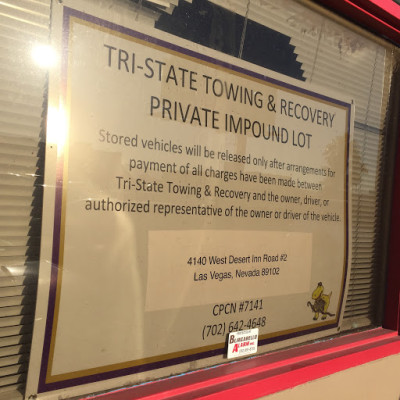 TRI-STATE TOWING & RECOVERY
PRIVATE IMPOUND LOT
Stored vehicles will be released only after arrangements for
payment of all charges have been made between
Tri-State Towing & Recovery and the owner, driver, or
authorized representative of the owner or driver of the vehicle.
4140 West Desert Inn Road #2
Las Vegas, Nevada 89102
CPCN #7141
(702) 642-4648
BURGARELLO
ALARM INC.